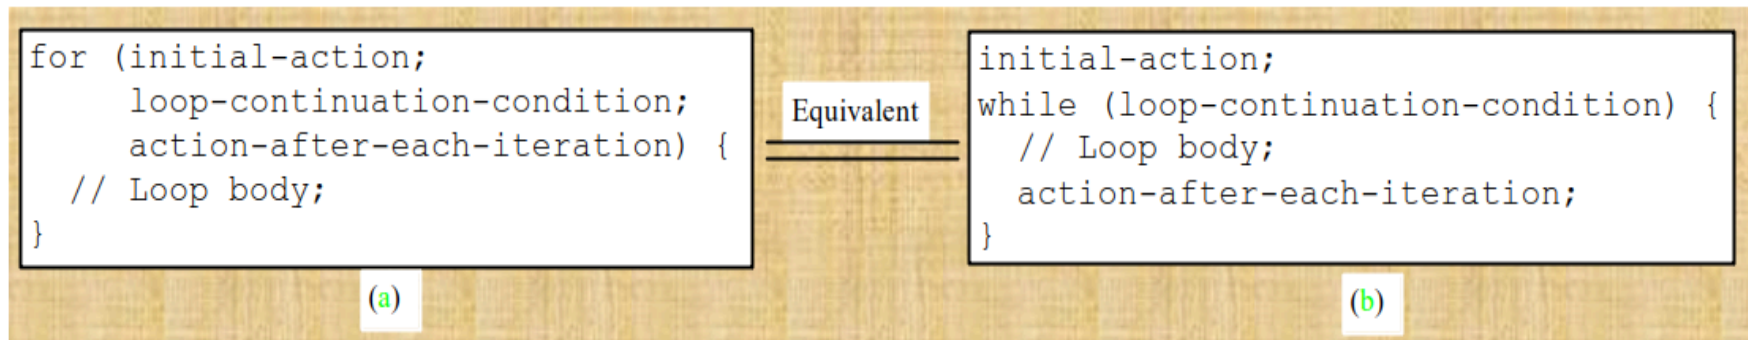 for (initial-action;
     loop-continuation-condition;
     action-after-each-iteration) {
  // Loop body;
}
(a)
Equivalent
initial-action;
while (loop-continuation-condition) {
  // Loop body;
  action-after-each-iteration;
}
(b)